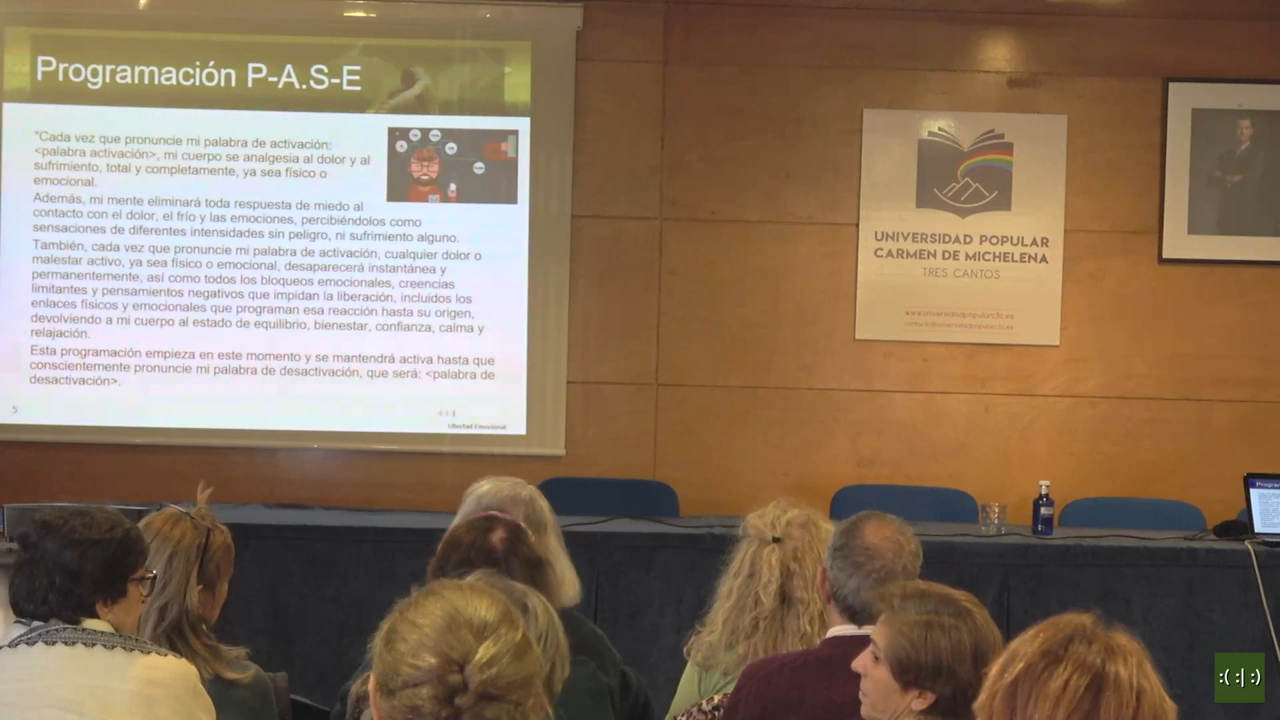 Programación P-A.S-E
"Cada vez que pronuncie mi palabra de activación:
<palabra activación>, mi cuerpo se analgesia al dolor y al
sufrimiento, total y completamente, ya sea físico o
emocional.
Además, mi mente eliminará toda respuesta de miedo al
contacto con el dolor, el frío y las emociones, percibiéndolos como
sensaciones de diferentes intensidades sin peligro, ni sufrimiento alguno.
También, cada vez que pronuncie mi palabra de activación, cualquier dolor o
malestar activo, ya sea físico o emocional, desaparecerá instantánea y
permanentemente, así como todos los bloqueos emocionales, creencias
limitantes y pensamientos negativos que impidan la liberación, incluidos los
enlaces físicos y emocionales que programan esa reacción hasta su origen,
devolviendo a mi cuerpo al estado de equilibrio, bienestar, confianza, calma y
relajación.
Esta programación empieza en este momento y se mantendrá activa hasta que
conscientemente pronuncie mi palabra de desactivación, que será: <palabra de
desactivación>.
5
Libertad Emocional
UNIVERSIDAD POPULAR
CARMEN DE MICHELENA
TRES CANTOS
:( | :)